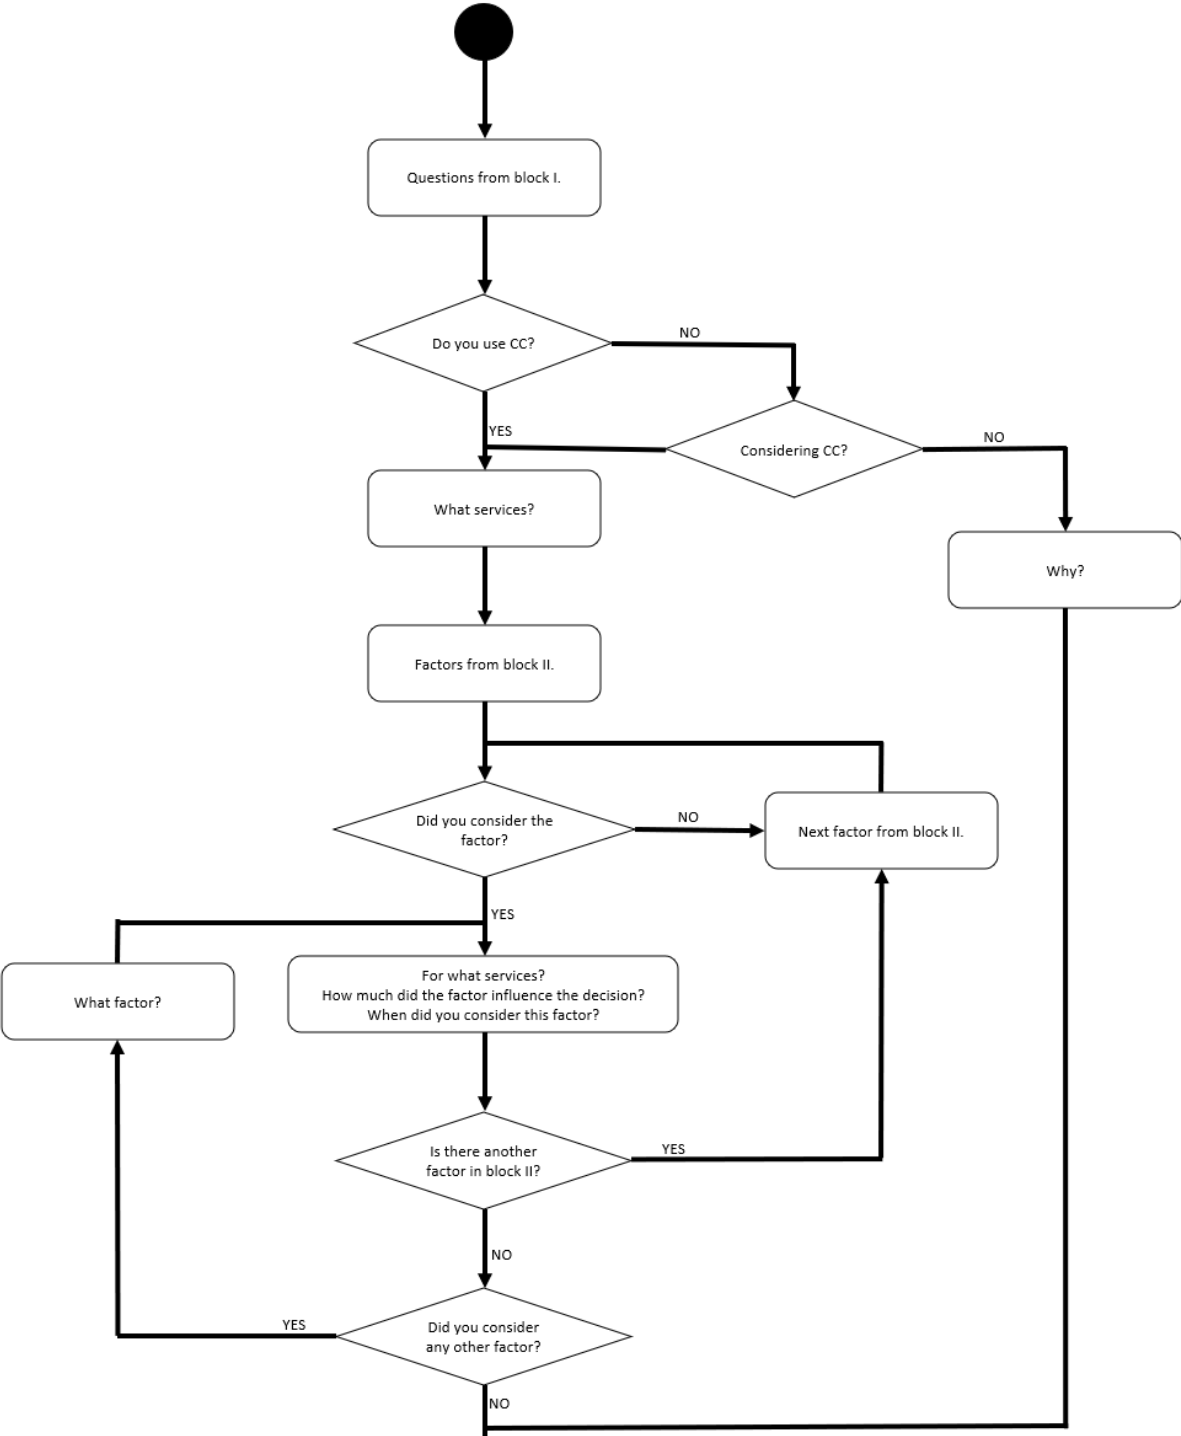 Questions from block I.
Do you use CC?
NO
YES
Considering CC?
NO
What services?
Why?
Factors from block II.
Did you consider the
factor?
NO
Next factor from block II.
YES
What factor?
For what services?
How much did the factor influence the decision?
When did you consider this factor?
Is there another
factor in block II?
YES
NO
Did you consider
any other factor?
YES
NO